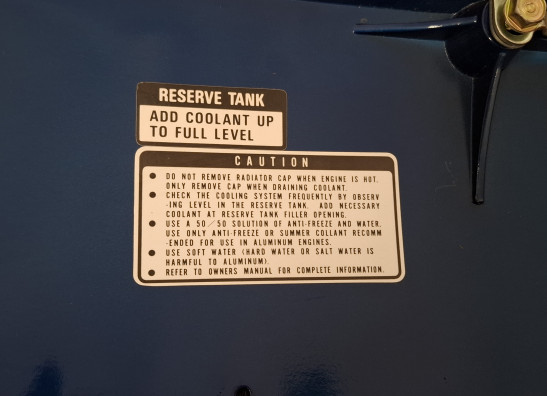 RESERVE TANK
ADD COOLANT UP
TO FULL LEVEL
CAUTION
● DO NOT REMOVE RADIATOR CAP WHEN ENGINE IS HOT.
ONLY REMOVE CAP WHEN DRAINING COOLANT.
● CHECK THE COOLING SYSTEM FREQUENTLY BY OBSERV
-ING LEVEL IN THE RESERVE TANK. ADD NECESSARY
COOLANT AT RESERVE TANK FILLER OPENING.
● USE A 50/50 SOLUTION OF ANTI-FREEZE AND WATER.
USE ONLY ANTI-FREEZE OR SUMMER COLLANT RECOMM
-ENDED FOR USE IN ALUMINUM ENGINES.
● USE SOFT WATER (HARD WATER OR SALT WATER IS
HARMFUL TO ALUMINUM).
● REFER TO OWNERS MANUAL FOR COMPLETE INFORMATION.